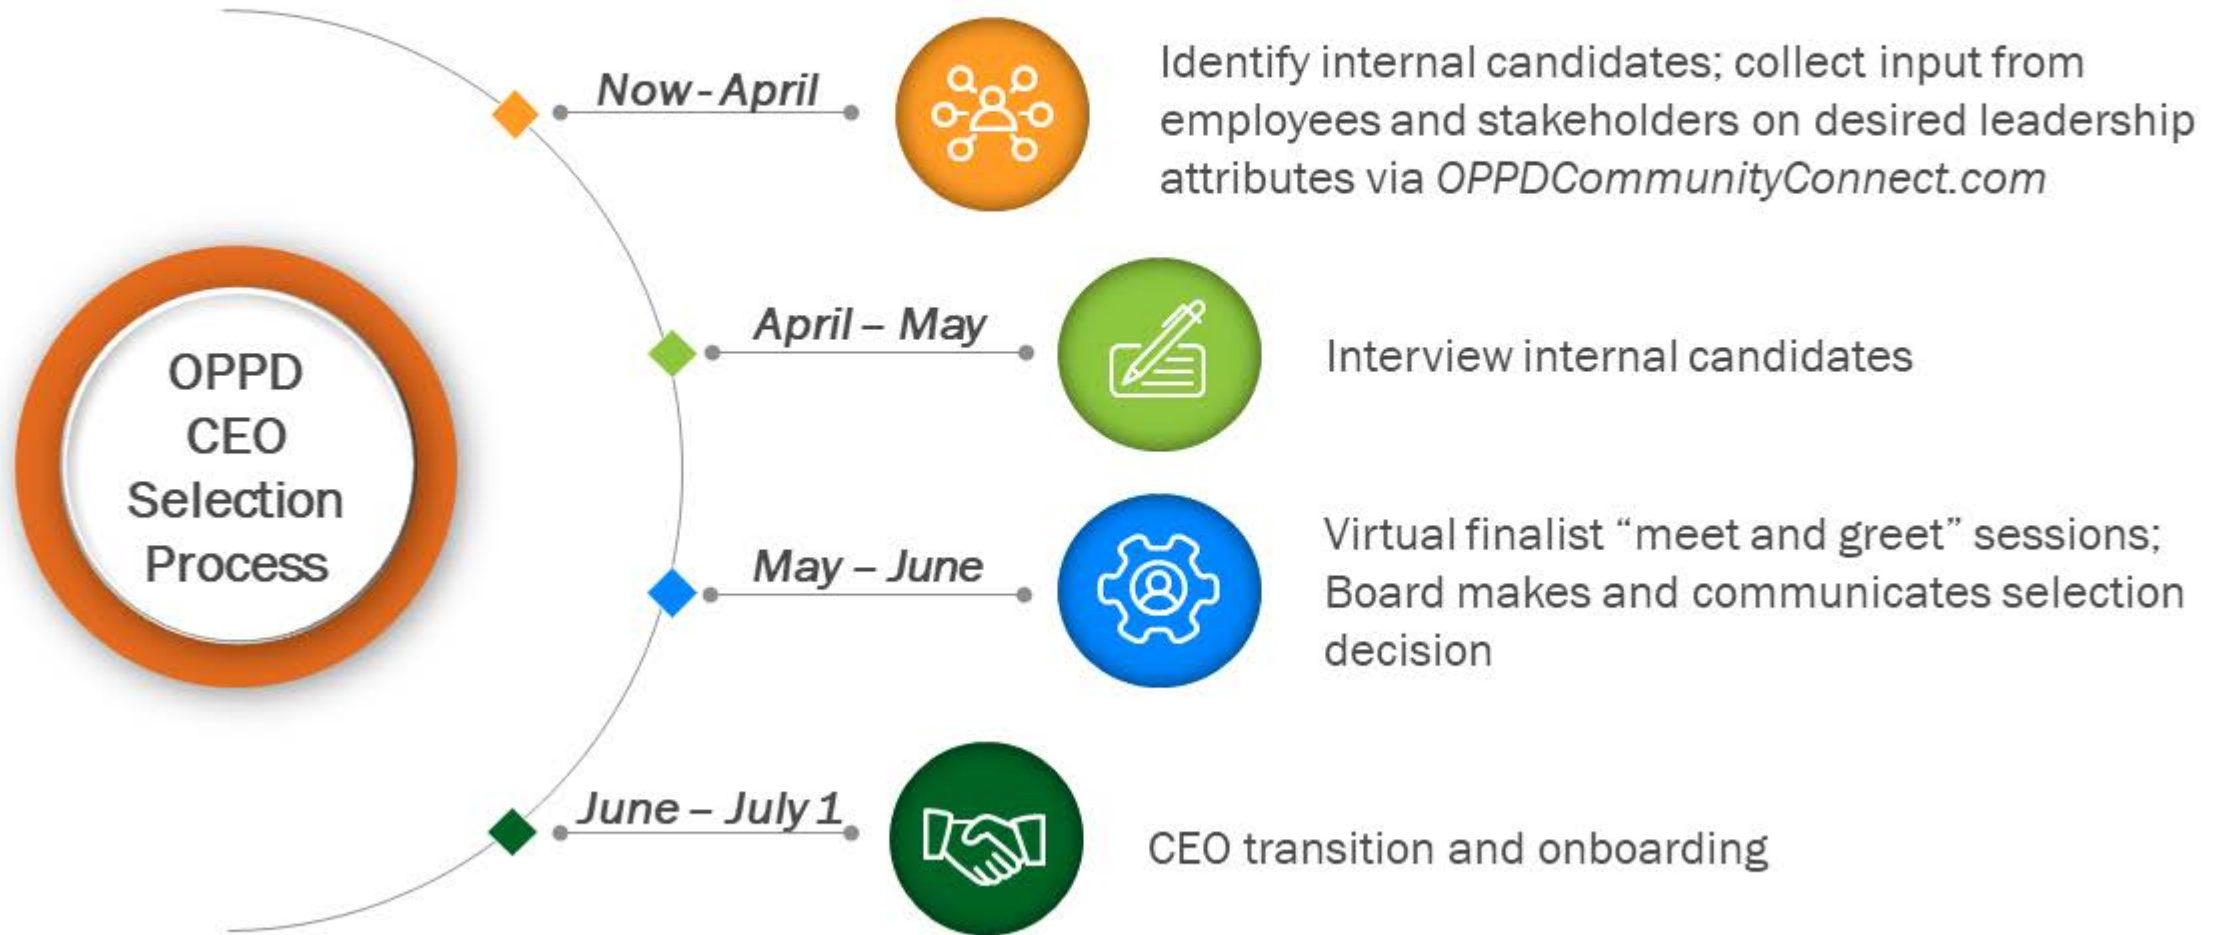 OPPD
CEO
Selection
Process
Now - April
Identify internal candidates; collect input from
employees and stakeholders on desired leadership
attributes via OPPDCommunityConnect.com
April – May
Interview internal candidates
May – June
Virtual finalist “meet and greet” sessions;
Board makes and communicates selection
decision
June – July 1
CEO transition and onboarding